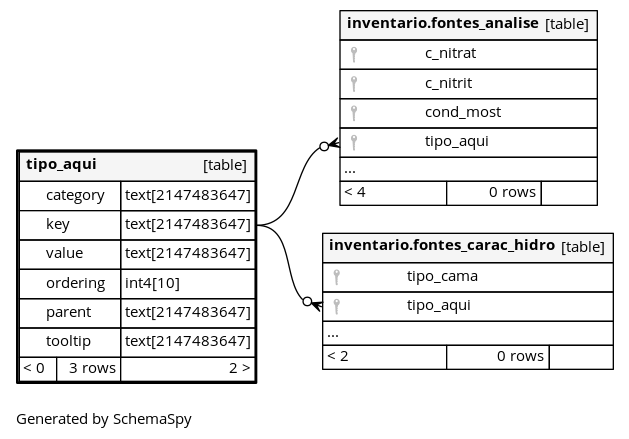 inventario.fontes_analise [table]
c_nitrat
c_nitrit
cond_most
tipo_aqui
...
< 4 0 rows
tipo_aqui [table]
category text[2147483647]
key text[2147483647]
value text[2147483647]
ordering int4[10]
parent text[2147483647]
tooltip text[2147483647]
< 0 3 rows 2 >
inventario.fontes_carac_hidro [table]
tipo_cama
tipo_aqui
...
< 2 0 rows
Generated by SchemaSpy